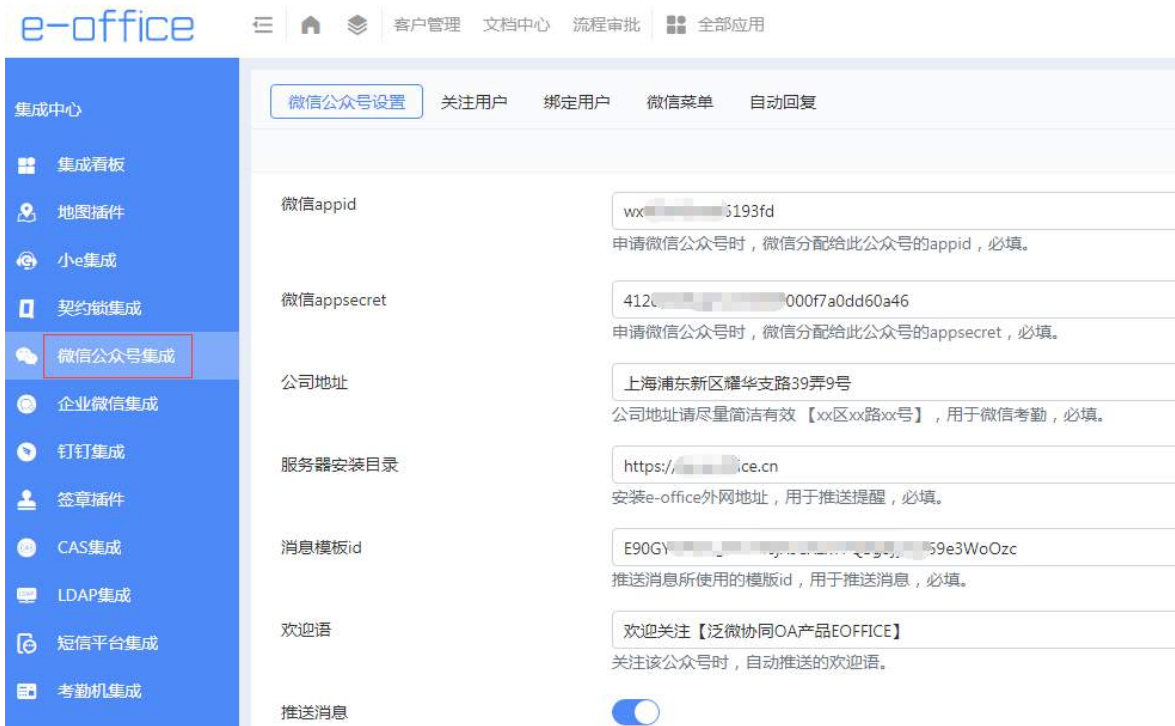 e-office
客户管理 文档中心 流程审批 全部应用
集成中心
集成看板
地图插件
小e集成
契约锁集成
微信公众号集成
企业微信集成
钉钉集成
签章插件
CAS集成
LDAP集成
短信平台集成
考勤机集成
微信公众号设置 关注用户 绑定用户 微信菜单 自动回复
微信appid
wx 5193fd
申请微信公众号时，微信分配给此公众号的appid，必填。
微信appsecret
412 000f7a0dd60a46
申请微信公众号时，微信分配给此公众号的appsecret，必填。
公司地址
上海浦东新区耀华支路39弄9号
公司地址请尽量简洁有效 【xx区xx路xx号】，用于微信考勤，必填。
服务器安装目录
https:/ ice.cn
安装e-office外网地址，用于推送提醒，必填。
消息模板id
E90GY 59e3WoOzc
推送消息所使用的模版id，用于推送消息，必填。
欢迎语
欢迎关注【泛微协同OA产品EOFFICE】
关注该公众号时，自动推送的欢迎语。
推送消息